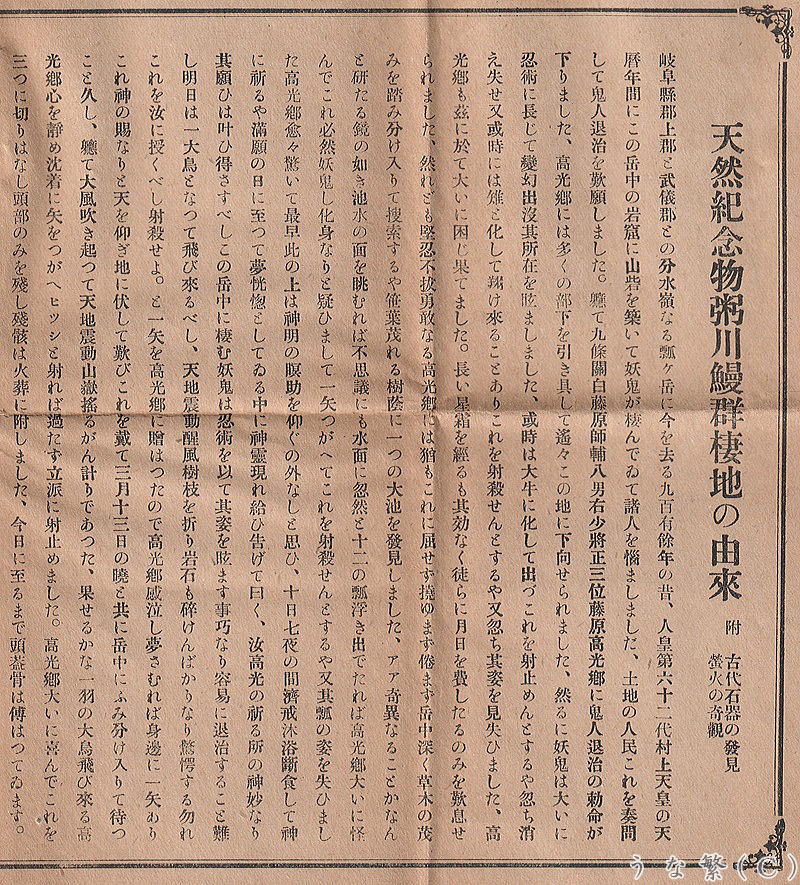 天然紀念物粥川鰻群棲地の由來
附 古代石器の發見
螢火の奇觀
岐阜縣郡上郡と武儀郡との分水嶺なる瓢ヶ岳に今を去る九百有餘年の昔、人皇第六十二代村上天皇の天
曆年間にこの岳中の岩窟に山砦を築いて妖鬼が棲んでゐて諸人を惱ましました、土地の人民これを奏問
して鬼人退治を歎願しました。軈て九條關白藤原師輔八男右少將正三位藤原高光鄕に鬼人退治の勅命が
下りました、高光鄕には多くの部下を引き具して遙々この地に下向せられました、然るに妖鬼は大いに
忍術に長じて變幻出沒其所在を眩ましました、或時は大牛に化して出づこれを射止めんとするや忽ち消
え失せ又或時には雉と化して翔け來ることありこれを射殺せんとするや又忽ち其姿を見失ひました、高
光鄕も玆に於て大いに困じ果てました。長い星霜を經るも其効なく徒らに月日を費したるのみを歎息せ
られました、然れども堅忍不拔勇敢なる高光鄕には猶もこれに屈せず撓ゆまず倦まず岳中深く草木の茂
みを踏み分け入りて搜索するや笹葉茂れる樹蔭に一つの大池を發見しました、アア奇異なることかなん
と硏たる鏡の如き池水の面を眺むれば不思議にも水面に忽然と十二の瓢浮き出でたれば高光鄕大いに怪
んでこれ必然妖鬼し化身なりと疑ひまして一矢つがへてこれを射殺せんとするや又其瓢の姿を失ひまし
た高光鄕愈々驚いて最早此の上は神明の瞑助を仰ぐの外なしと思ひ、十日七夜の間濟戒沐浴斷食して神
に祈るや滿願の日に至つて夢恍惚としてゐる中に神靈現れ給ひ告げて曰く、汝高光の祈る所の神妙なり
其願ひは叶ひ得さすべしこの岳中に棲む妖鬼は忍術を以て其姿を眩ます事巧なり容易に退治すること難
し明日は一大鳥となつて飛び來るべし、天地震動醒風樹枝を折り岩石も碎けんばかりなり驚愕する勿れ
これを汝に授くべし射殺せよ。と一矢を高光鄕に贈はつたので高光鄕感泣し夢さむれば身邊に一矢あり
これ神の賜なりと天を仰ぎ地に伏して歎びこれを戴て三月十三日の曉と共に岳中にふみ分け入りて待つ
こと久し、軈て大風吹き起つて天地震動山嶽搖るがん計りであつた、果せるかな一羽の大鳥飛び來る高
光鄕心を靜め沈着に矢をつがへヒツシと射れば過たず立派に射止めました。高光鄕大いに喜んでこれを
三つに切りはなし頭部のみを殘し殘骸は火葬に附しました、今日に至るまで頭蓋骨は傳はつてゐます。
うな繁(C)